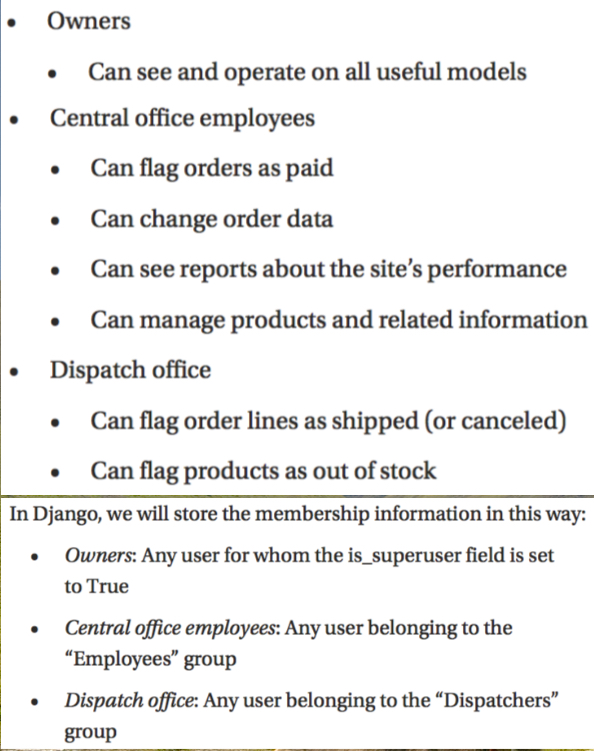 • Owners
• Can see and operate on all useful models
• Central office employees
• Can flag orders as paid
• Can change order data
• Can see reports about the site’s performance
• Can manage products and related information
• Dispatch office
• Can flag order lines as shipped (or canceled)
• Can flag products as out of stock
In Django, we will store the membership information in this way:
• Owners: Any user for whom the is_superuser field is set
to True
• Central office employees: Any user belonging to the
“Employees” group
• Dispatch office: Any user belonging to the “Dispatchers”
group